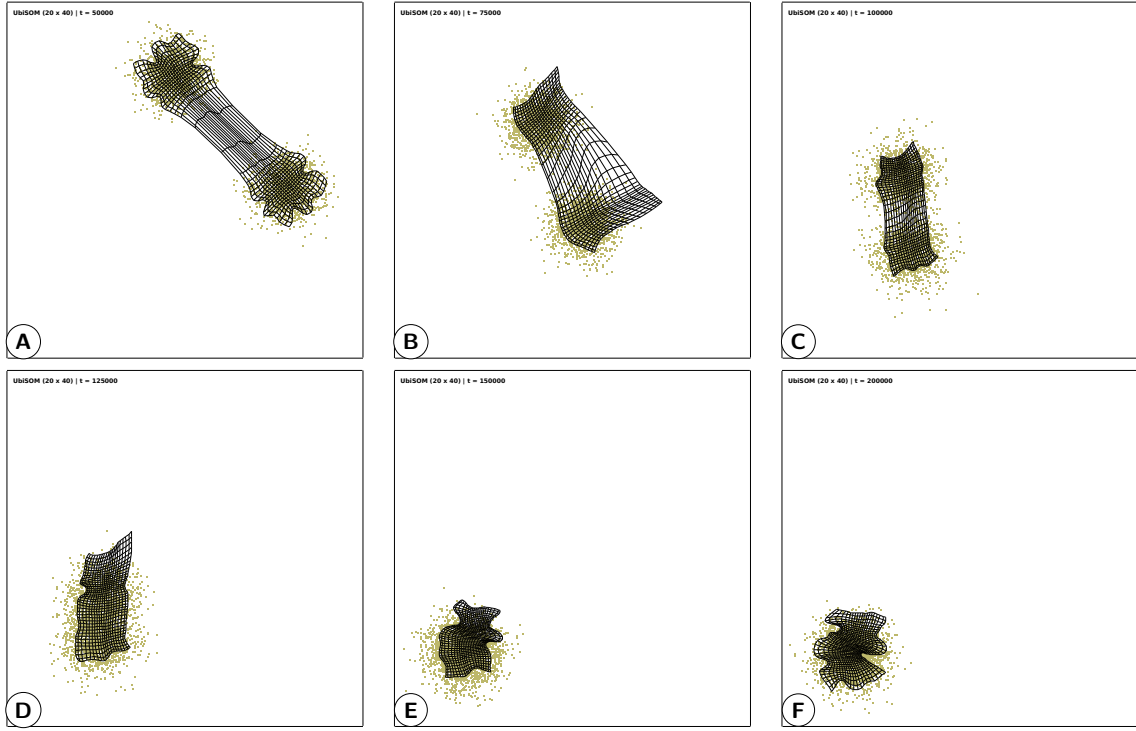 UbiSOM (20 x 40) | t = 50000
UbiSOM (20 x 40) | t = 75000
UbiSOM (20 x 40) | t = 100000
A
B
C
UbiSOM (20 x 40) | t = 125000
UbiSOM (20 x 40) | t = 150000
UbiSOM (20 x 40) | t = 200000
D
E
F